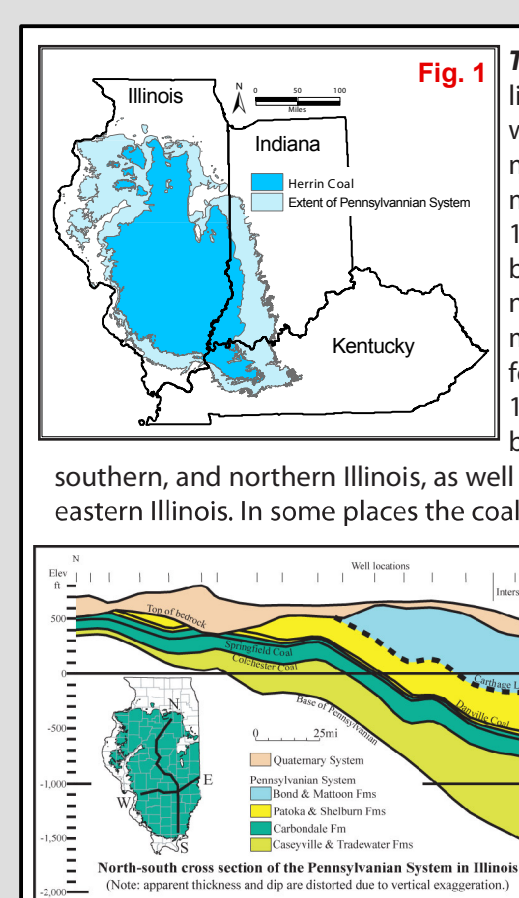 Fig. 1
Illinois
N
0 50 100
Miles
Indiana
Herrin Coal
Extent of Pennsylvannian System
Kentucky
southern, and northern Illinois, as well
eastern Illinois. In some places the coal
N
Elev
ft
Well locations
500
0
-500
-1,000
-1,500
-2,000
Top of bedrock
Springfield Coal
Colchester Coal
Base of Pennsylvanian
Danville Coal
N
E
W
S
0 25mi
Quaternary System
Pennsylvanian System
Bond & Mattoon Fms
Patoka & Shelburn Fms
Carbondale Fm
Caseyville & Tradewater Fms
North-south cross section of the Pennsylvanian System in Illinois
(Note: apparent thickness and dip are distorted due to vertical exaggeration.)